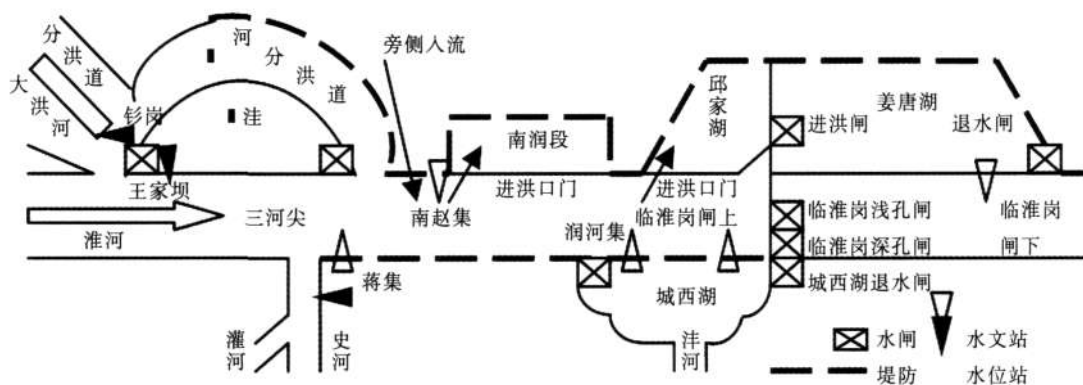 分洪道
大洪河
钐岗
河分洪道
洼
王家坝
淮河
三河尖
旁侧入流
南润段
进洪口门
南赵集
蒋集
灌河
史河
邱家湖
进洪口门
润河集
临淮岗闸上
城西湖
沣河
姜唐湖
进洪闸
退水闸
临淮岗浅孔闸
临淮岗深孔闸
城西湖退水闸
临淮岗
闸下
水闸
水文站
堤防
水位站